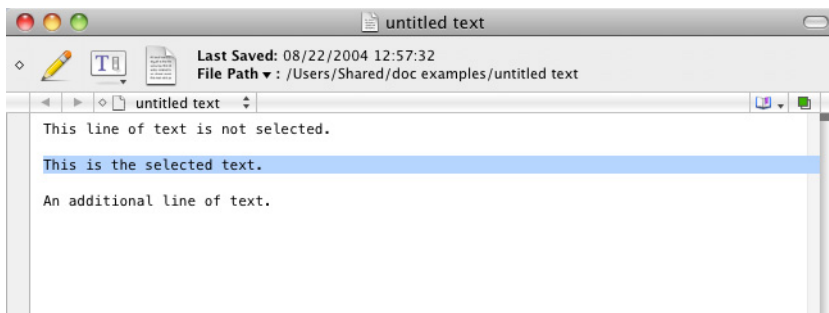 untitled text
Last Saved: 08/22/2004 12:57:32
File Path ▾ : /Users/Shared/doc examples/untitled text
untitled text
This line of text is not selected.
This is the selected text.
An additional line of text.